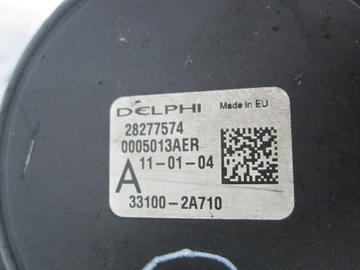 DELPHI Made in EU
28277574
0005013AER
A 11-01-04
33100-2A710